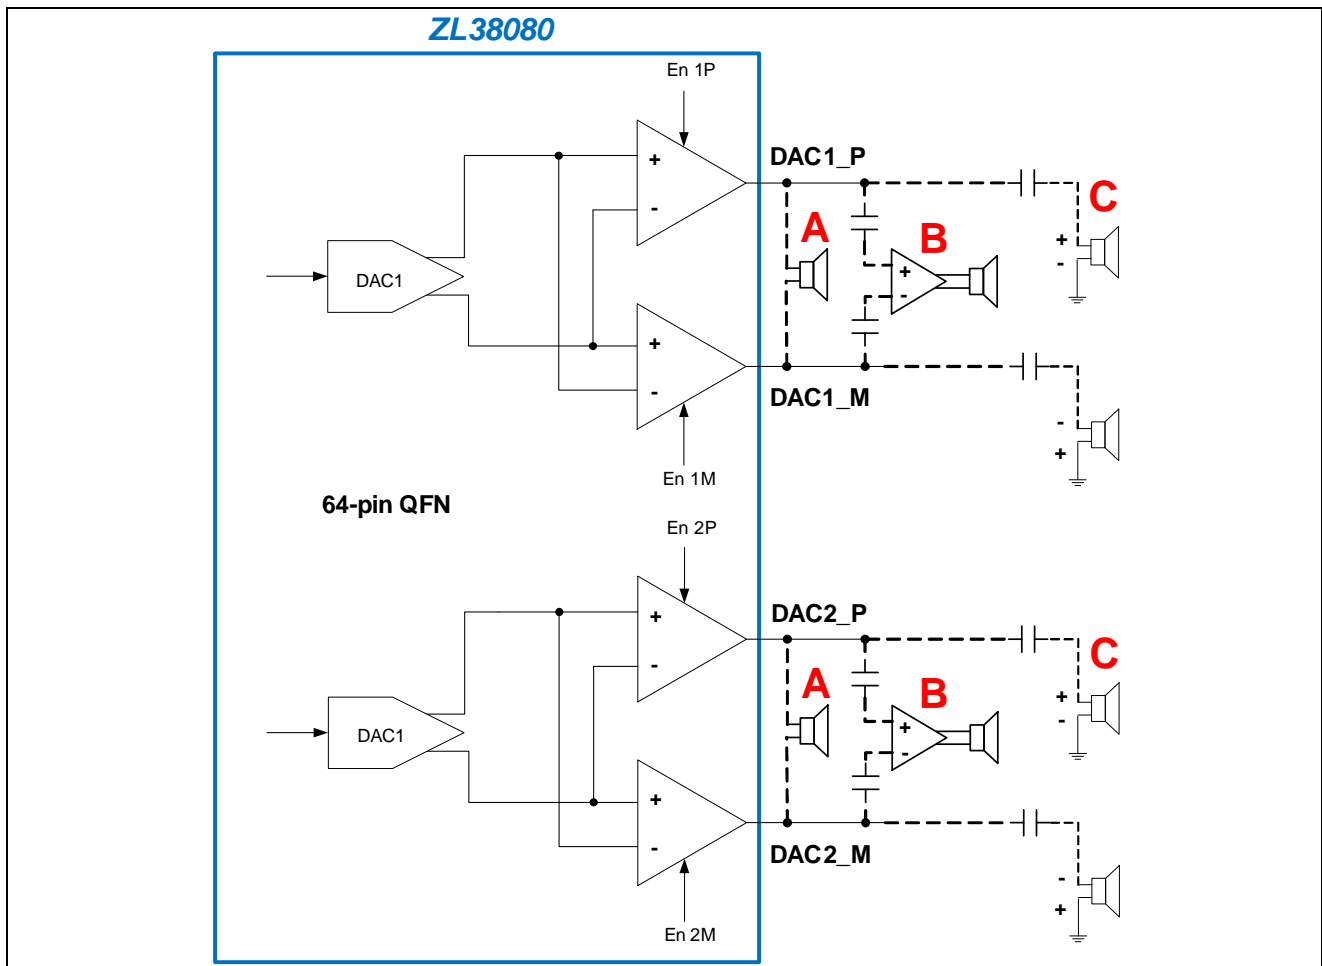 ZL38080
En 1P
DAC1_P
C
A
B
+
-
+
-
+
-
DAC1
+
-
DAC1_M
-
+
En 1M
64-pin QFN
En 2P
DAC2_P
C
A
B
+
-
+
-
+
-
DAC1
+
-
DAC2_M
-
+
En 2M